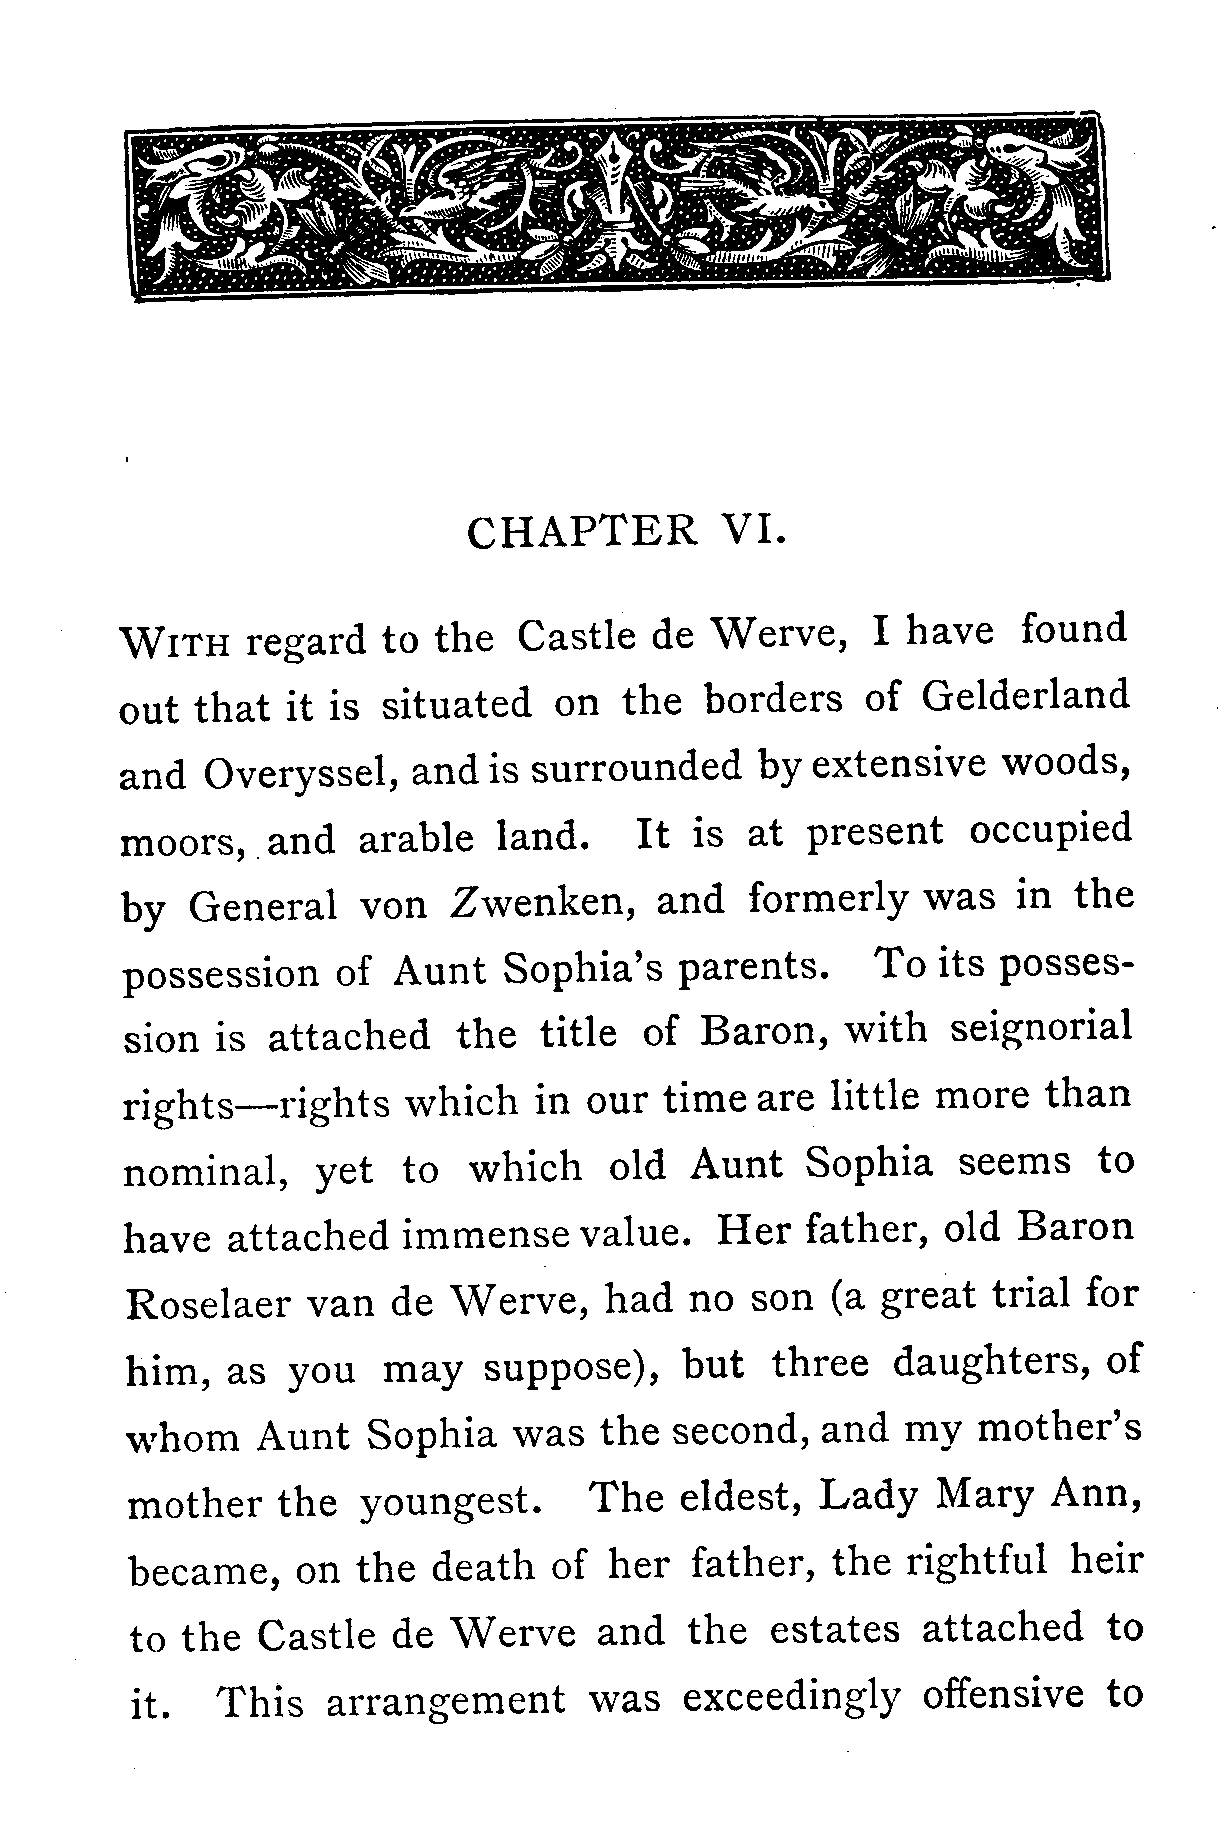 CHAPTER VI.
WITH regard to the Castle de Werve, I have found
out that it is situated on the borders of Gelderland
and Overyssel, and is surrounded by extensive woods,
moors, and arable land. It is at present occupied
by General von Zwenken, and formerly was in the
possession of Aunt Sophia's parents. To its posses-
sion is attached the title of Baron, with seignorial
rights—rights which in our time are little more than
nominal, yet to which old Aunt Sophia seems to
have attached immense value. Her father, old Baron
Roselaer van de Werve, had no son (a great trial for
him, as you may suppose), but three daughters, of
whom Aunt Sophia was the second, and my mother's
mother the youngest. The eldest, Lady Mary Ann,
became, on the death of her father, the rightful heir
to the Castle de Werve and the estates attached to
it. This arrangement was exceedingly offensive to